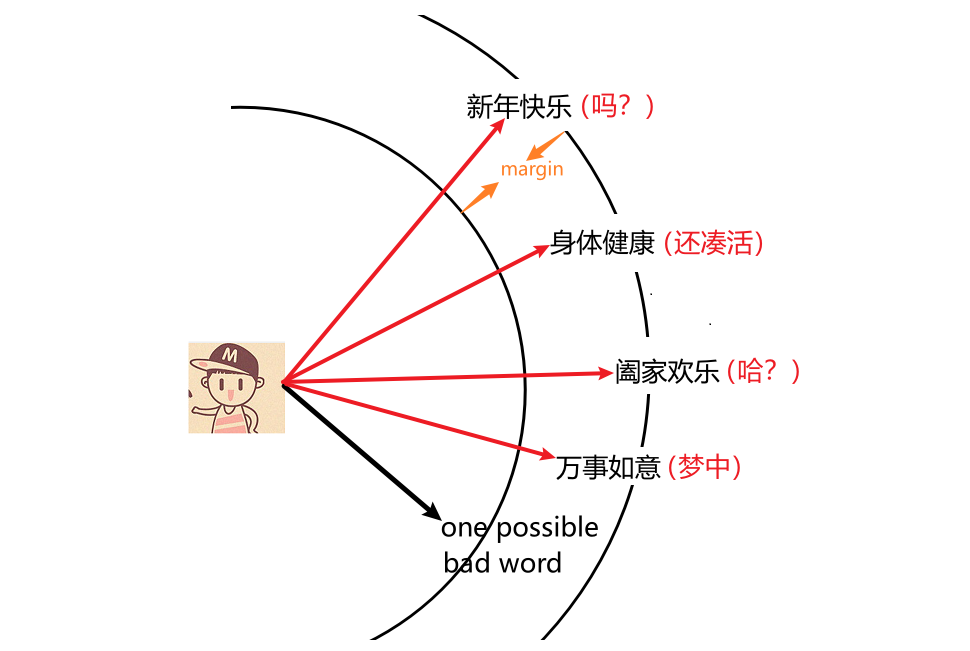 新年快乐 (吗？)
margin
身体健康 (还凑活)
阖家欢乐 (哈？)
M
万事如意 (梦中)
one possible
bad word